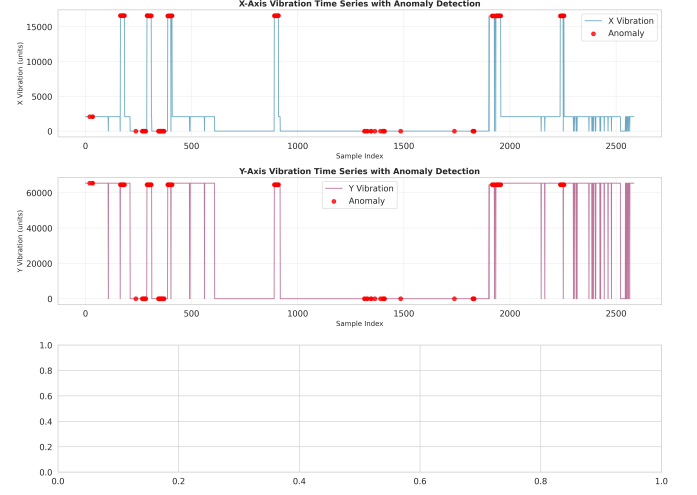 X-Axis Vibration Time Series with Anomaly Detection
X Vibration (units)
15000
10000
5000
0
X Vibration
Anomaly
0 500 1000 1500 2000 2500
Sample Index
Y-Axis Vibration Time Series with Anomaly Detection
Y Vibration (units)
60000
40000
20000
0
Y Vibration
Anomaly
0 500 1000 1500 2000 2500
Sample Index
1.0
0.8
0.6
0.4
0.2
0.0
0.0 0.2 0.4 0.6 0.8 1.0